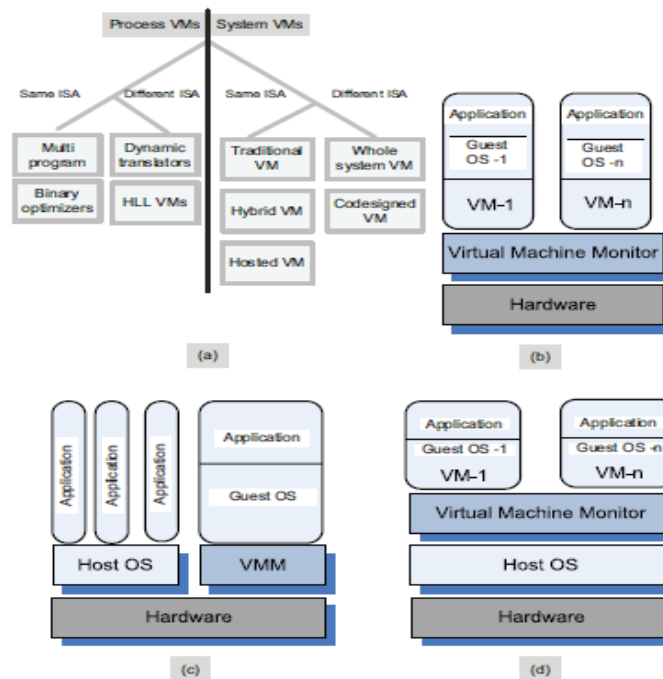 Process VMs System VMs
Same ISA Different ISA Same ISA Different ISA
Multi
program
Dynamic
translators
Traditional
VM
Whole
system VM
Binary
optimizers
HLL VMs
Hybrid VM
Codesigned
VM
Hosted VM
(a)
Application
Guest
OS -1
VM-1
Application
Guest
OS -n
VM-n
Virtual Machine Monitor
Hardware
(b)
Application
Application
Application
Application
Guest OS
Host OS
VMM
Hardware
(c)
Application
Guest OS -1
VM-1
Application
Guest OS -n
VM-n
Virtual Machine Monitor
Host OS
Hardware
(d)